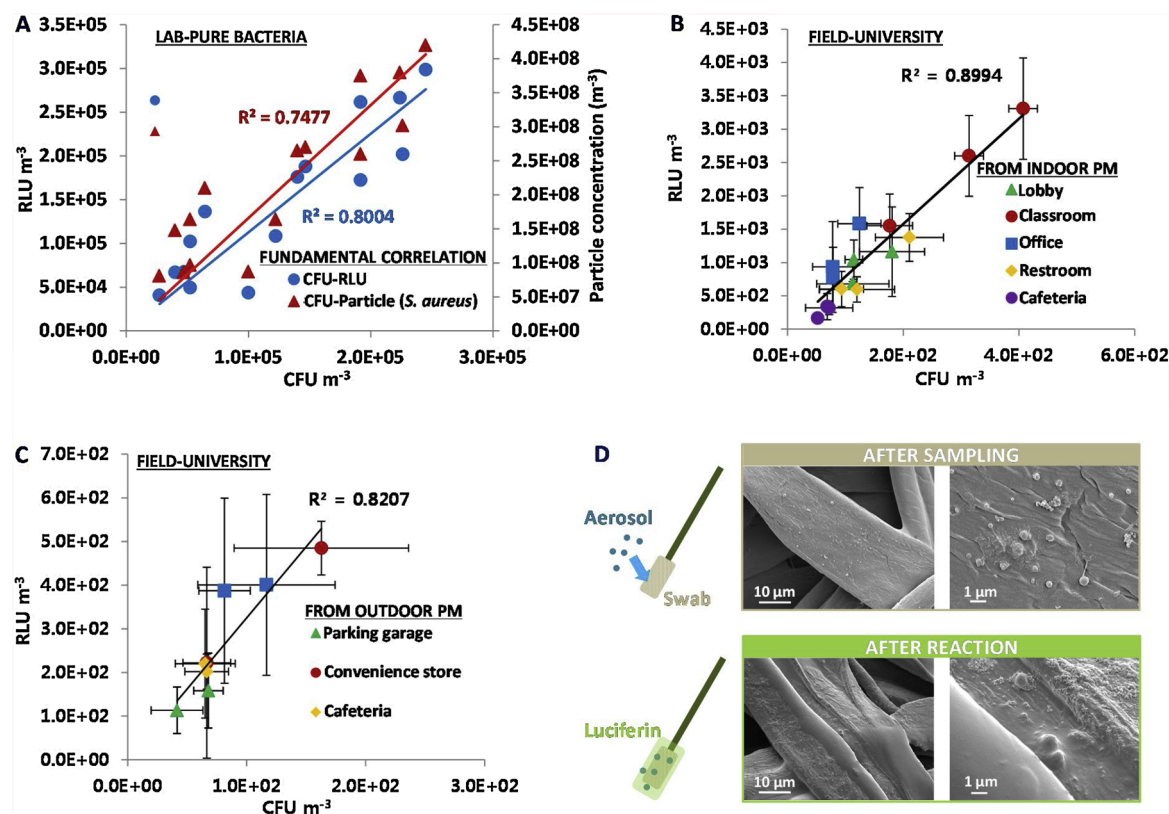 A
LAB-PURE BACTERIA
3.5E+05
3.0E+05
2.5E+05
2.0E+05
1.5E+05
1.0E+05
5.0E+04
0.0E+00
RLU m-3
4.5E+08
4.0E+08
3.5E+08
3.0E+08
2.5E+08
2.0E+08
1.5E+08
1.0E+08
5.0E+07
0.0E+00
Particle concentration (m-3)
R² = 0.7477
R² = 0.8004
FUNDAMENTAL CORRELATION
CFU-RLU
CFU-Particle (S. aureus)
0.0E+00 1.0E+05 2.0E+05 3.0E+05
CFU m-3
B
FIELD-UNIVERSITY
4.5E+03
4.0E+03
3.5E+03
3.0E+03
2.5E+03
2.0E+03
1.5E+03
1.0E+03
5.0E+02
0.0E+00
RLU m-3
R² = 0.8994
FROM INDOOR PM
Lobby
Classroom
Office
Restroom
Cafeteria
0.0E+00 2.0E+02 4.0E+02 6.0E+02
CFU m-3
C
FIELD-UNIVERSITY
7.0E+02
6.0E+02
5.0E+02
4.0E+02
3.0E+02
2.0E+02
1.0E+02
0.0E+00
RLU m-3
R² = 0.8207
FROM OUTDOOR PM
Parking garage
Convenience store
Cafeteria
0.0E+00 1.0E+02 2.0E+02 3.0E+02
CFU m-3
D
AFTER SAMPLING
Aerosol
Swab
10 µm
1 µm
AFTER REACTION
Luciferin
10 µm
1 µm